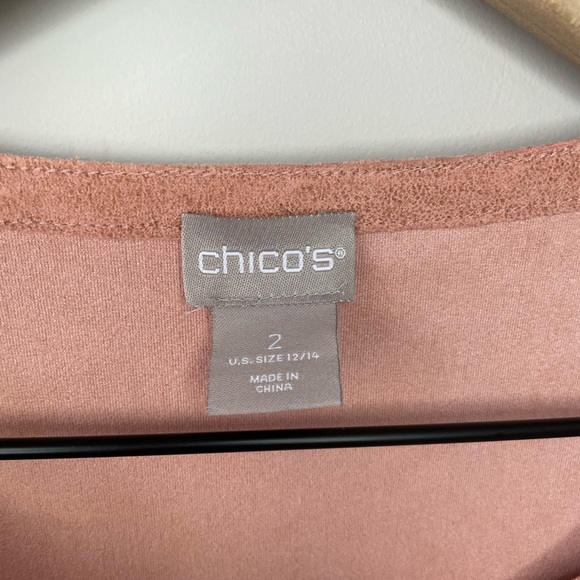 chico's®
2
U.S. SIZE 12/14
MADE IN
CHINA